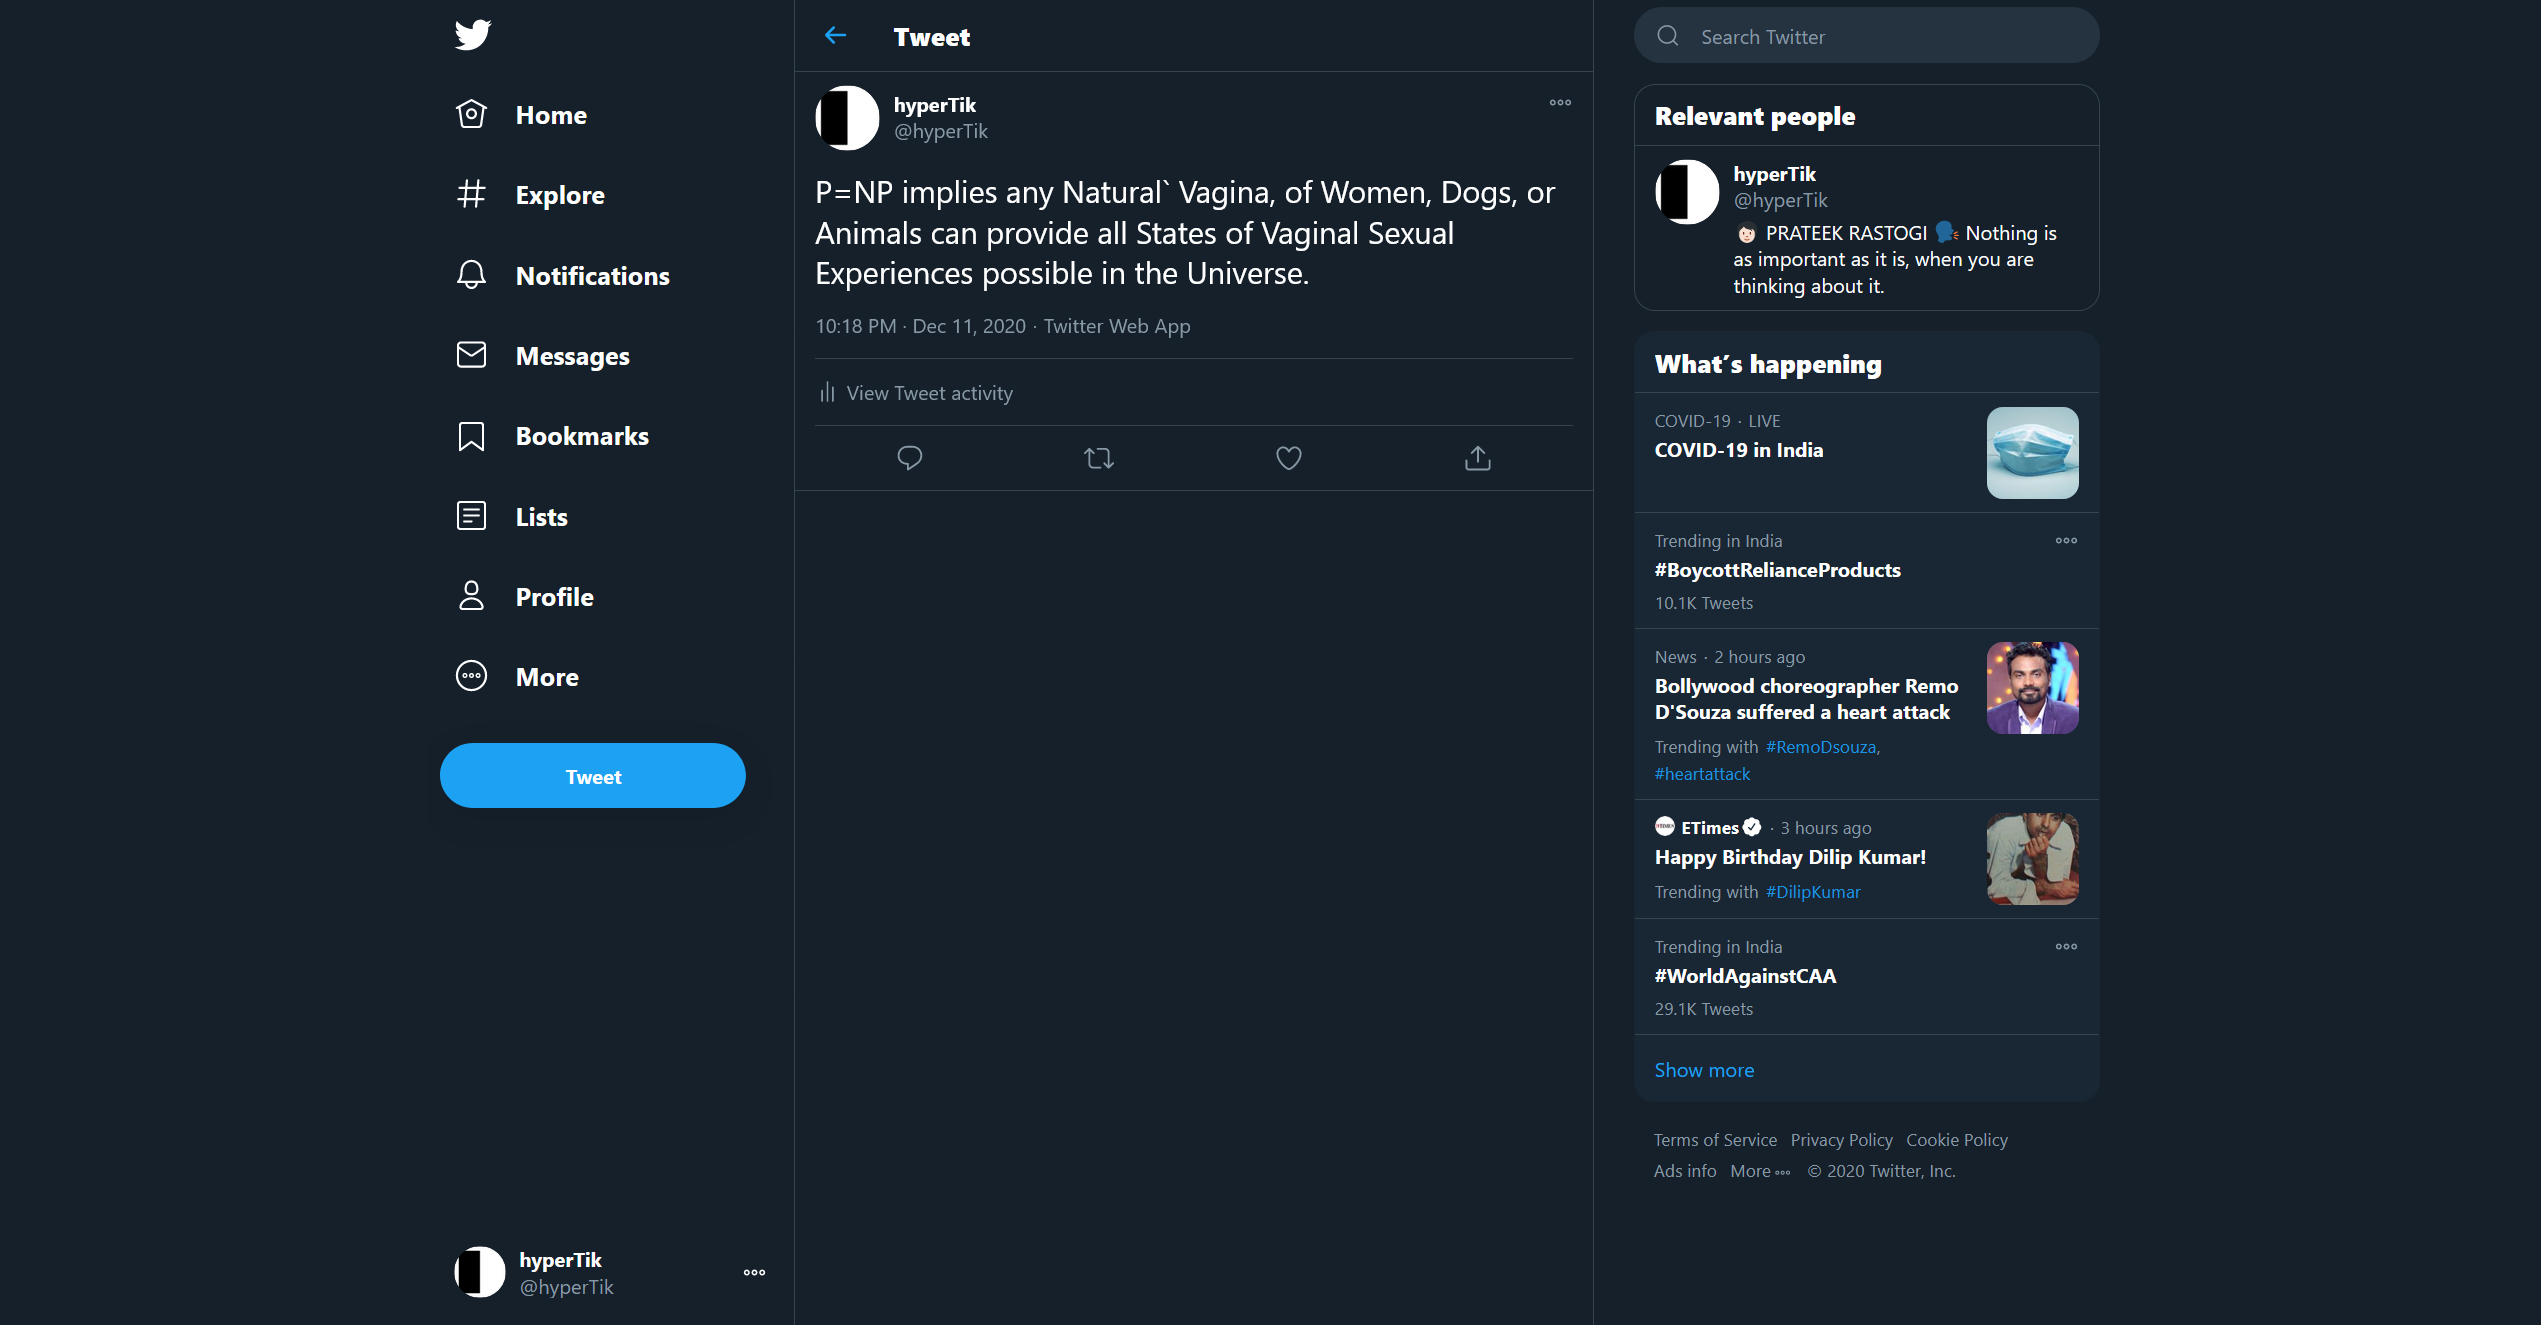 Home
Explore
Notifications
Messages
Bookmarks
Lists
Profile
More
Tweet
hyperTik
@hyperTik
Tweet
hyperTik
@hyperTik
P=NP implies any Natural` Vagina, of Women, Dogs, or
Animals can provide all States of Vaginal Sexual
Experiences possible in the Universe.
10:18 PM · Dec 11, 2020 · Twitter Web App
View Tweet activity
Search Twitter
Relevant people
hyperTik
@hyperTik
PRATEEK RASTOGI Nothing is
as important as it is, when you are
thinking about it.
What's happening
COVID-19 · LIVE
COVID-19 in India
Trending in India
#BoycottRelianceProducts
10.1K Tweets
News · 2 hours ago
Bollywood choreographer Remo
D'Souza suffered a heart attack
Trending with #RemoDsouza,
#heartattack
ETimes · 3 hours ago
Happy Birthday Dilip Kumar!
Trending with #DilipKumar
Trending in India
#WorldAgainstCAA
29.1K Tweets
Show more
Terms of Service Privacy Policy Cookie Policy
Ads info More © 2020 Twitter, Inc.